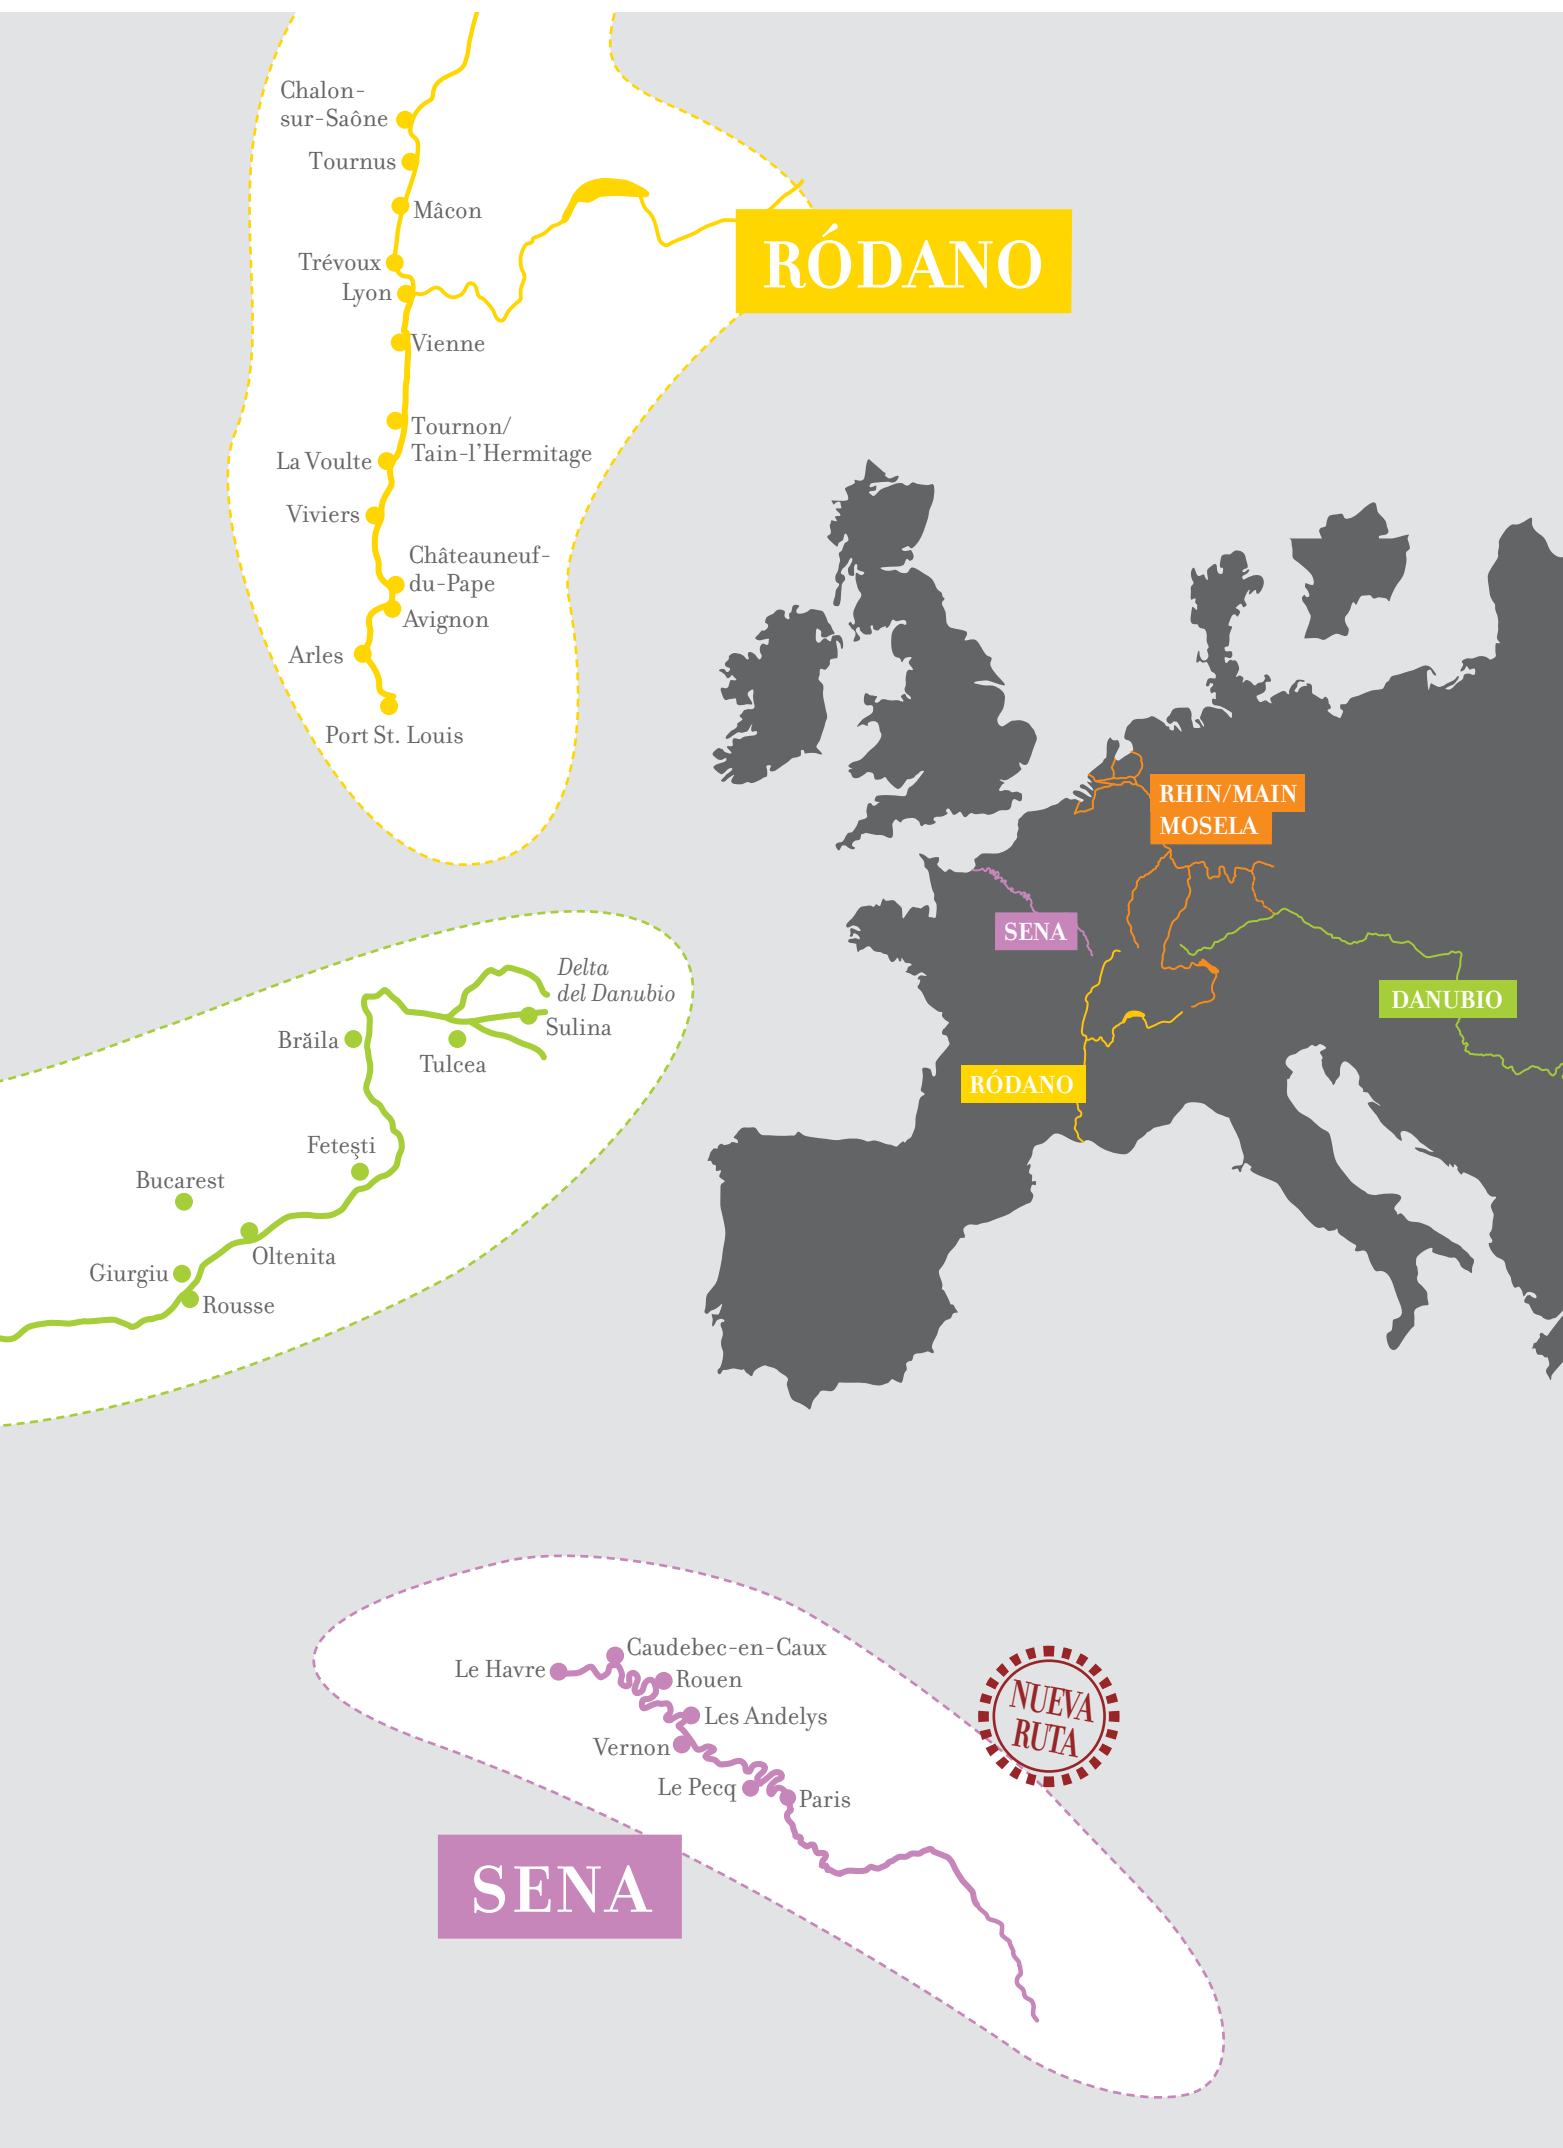 Chalon-
sur-Saône
Tournus
Mâcon
Trévoux
Lyon
Vienne
Tournon/
Tain-l'Hermitage
La Voulte
Viviers
Châteauneuf-
du-Pape
Avignon
Arles
Port St. Louis
RÓDANO
RHIN/MAIN
MOSELA
SENA
DANUBIO
RÓDANO
Delta
del Danubio
Sulina
Brăila
Tulcea
Feteşti
Bucarest
Oltenita
Giurgiu
Rousse
Caudebec-en-Caux
Le Havre
Rouen
Les Andelys
Vernon
Le Pecq
Paris
NUEVA
RUTA
SENA